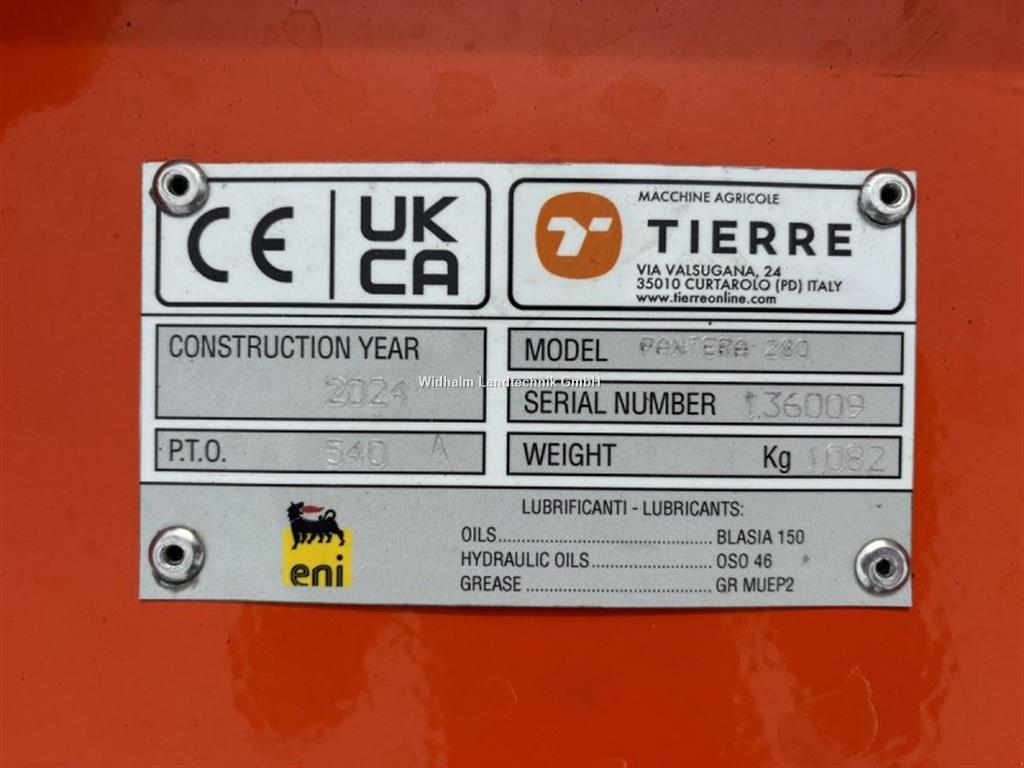 CE
UK
CA
MACCHINE AGRICOLE
TIERRE
VIA VALSUGANA, 24
35010 CURTAROLO (PD) ITALY
www.tierreonline.com
CONSTRUCTION YEAR
2024
MODEL PANTERA 280
Widhalm Landtechnik GmbH
SERIAL NUMBER 136009
P.T.O. 540 A
WEIGHT Kg 1082
LUBRIFICANTI - LUBRICANTS:
OILS........................................ BLASIA 150
HYDRAULIC OILS...................... OSO 46
GREASE ................................... GR MUEP2
eni